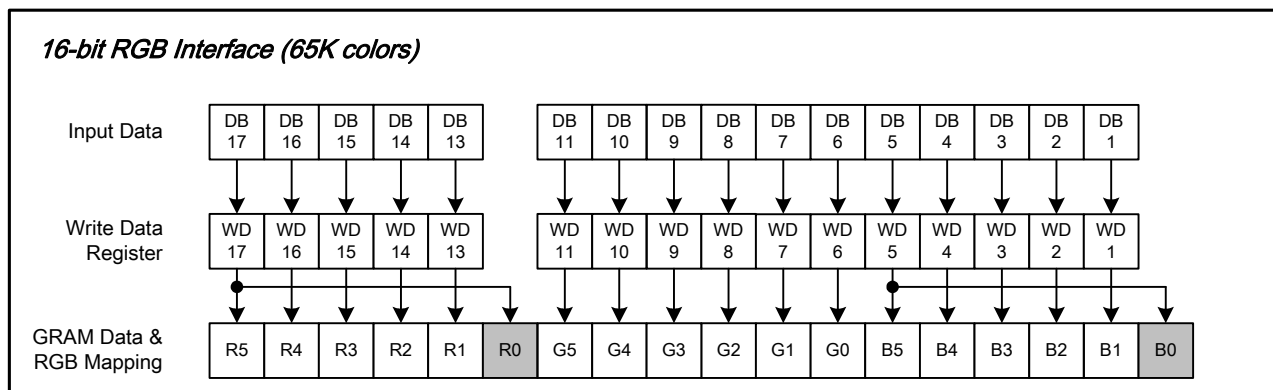 16-bit RGB Interface (65K colors)
Input Data
DB 17 DB 16 DB 15 DB 14 DB 13 DB 11 DB 10 DB 9 DB 8 DB 7 DB 6 DB 5 DB 4 DB 3 DB 2 DB 1
Write Data
Register
WD 17 WD 16 WD 15 WD 14 WD 13 WD 11 WD 10 WD 9 WD 8 WD 7 WD 6 WD 5 WD 4 WD 3 WD 2 WD 1
GRAM Data &
RGB Mapping
R5 R4 R3 R2 R1 R0 G5 G4 G3 G2 G1 G0 B5 B4 B3 B2 B1 B0